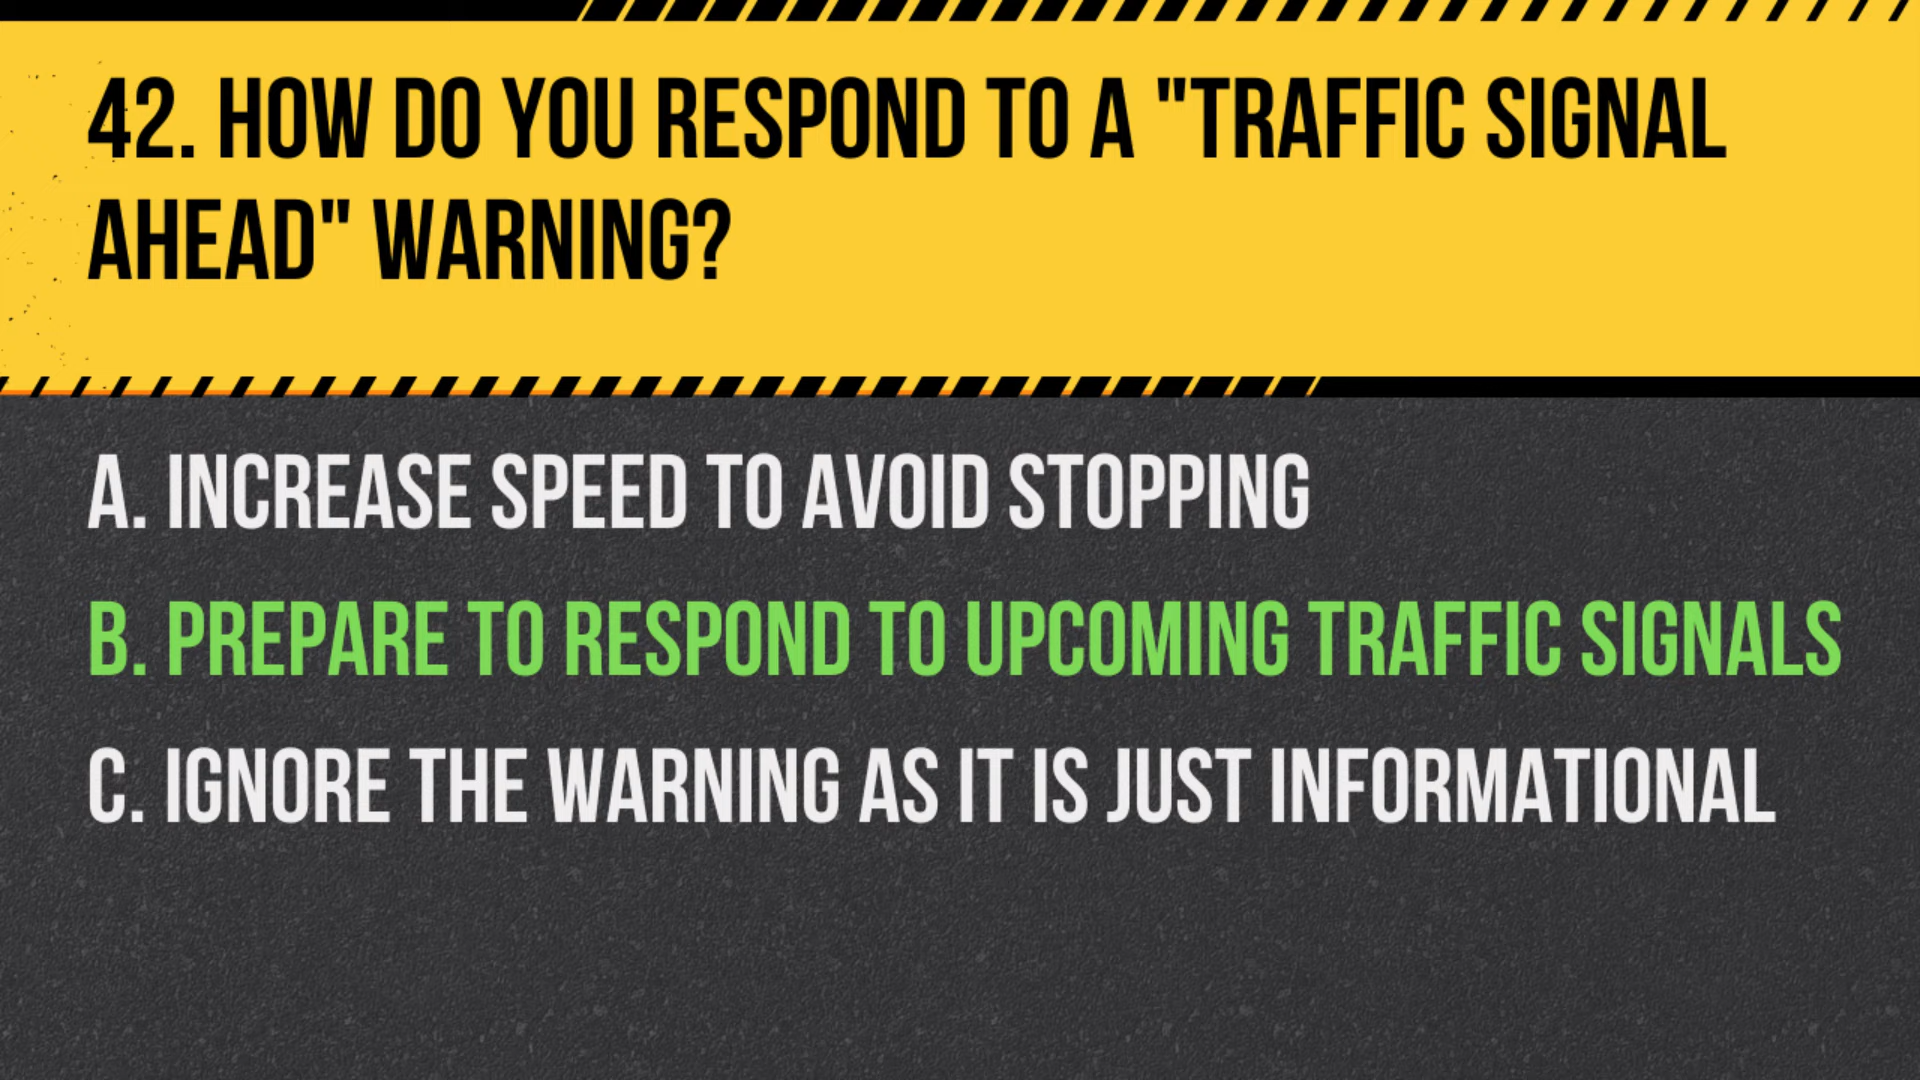 42. HOW DO YOU RESPOND TO A "TRAFFIC SIGNAL
AHEAD" WARNING?
A. INCREASE SPEED TO AVOID STOPPING
B. PREPARE TO RESPOND TO UPCOMING TRAFFIC SIGNALS
C. IGNORE THE WARNING AS IT IS JUST INFORMATIONAL